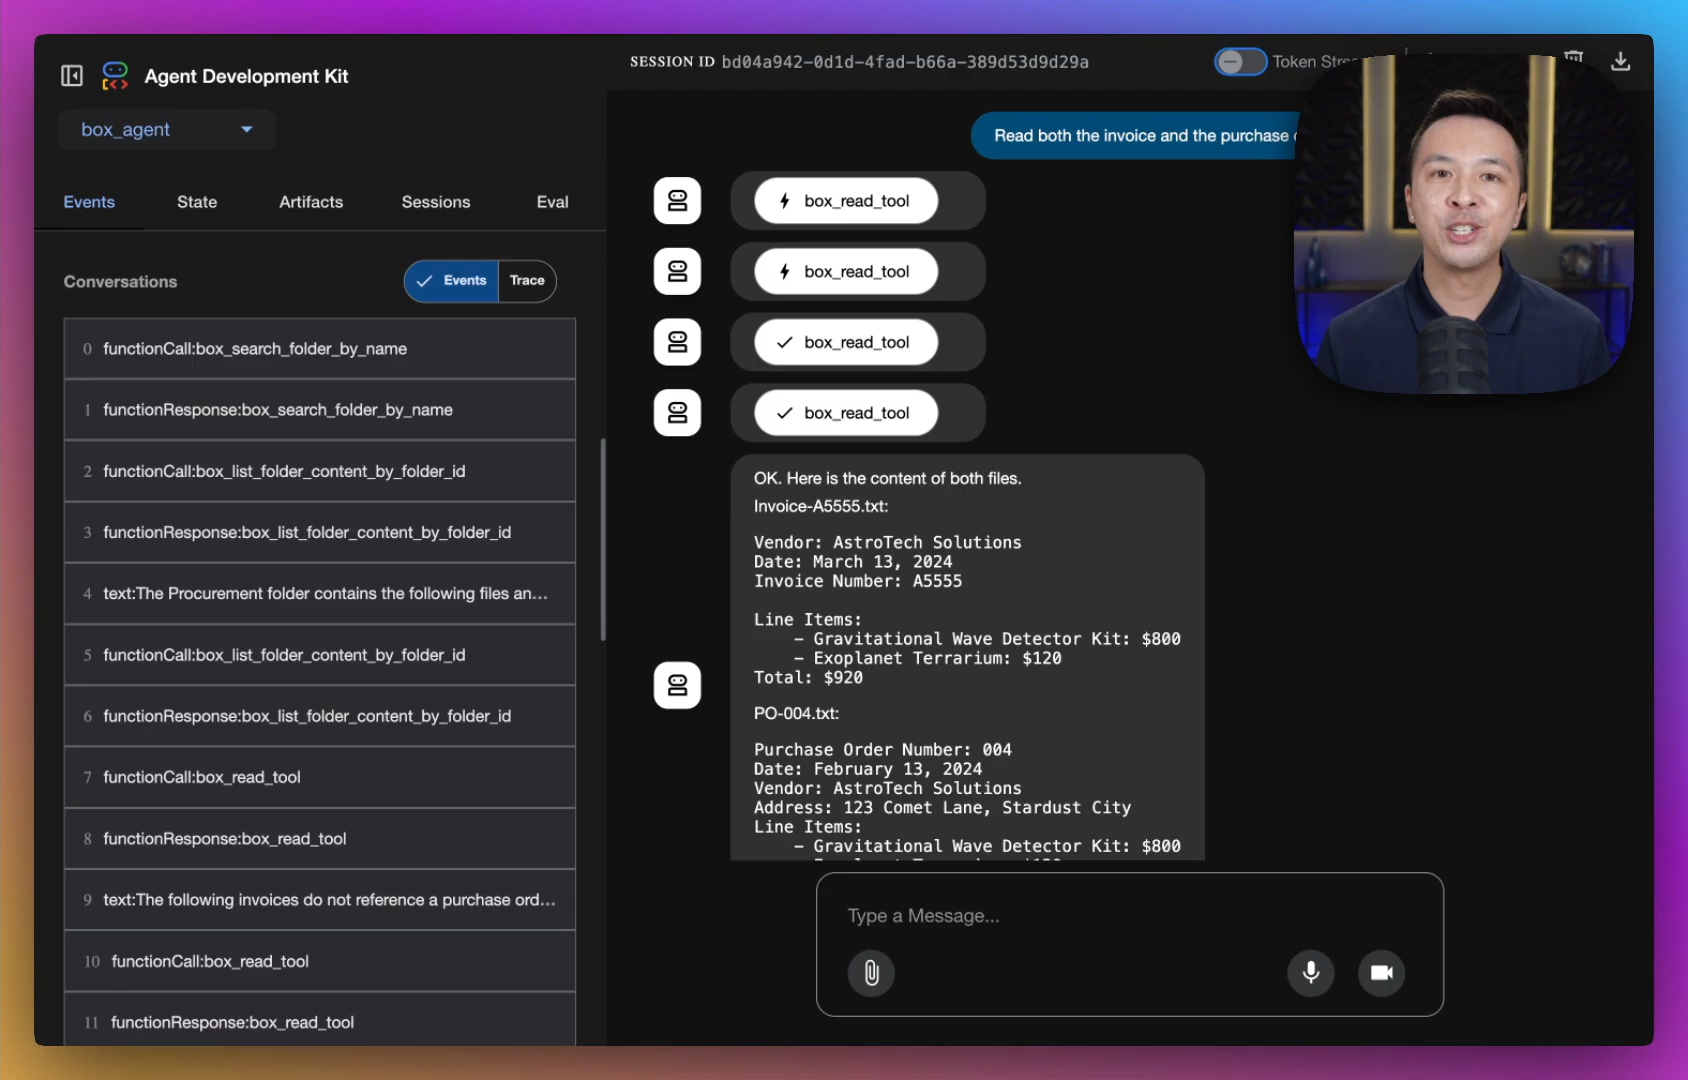 Agent Development Kit
box_agent
Events State Artifacts Sessions Eval
Conversations
Events Trace
0 functionCall:box_search_folder_by_name
1 functionResponse:box_search_folder_by_name
2 functionCall:box_list_folder_content_by_folder_id
3 functionResponse:box_list_folder_content_by_folder_id
4 text:The Procurement folder contains the following files an...
5 functionCall:box_list_folder_content_by_folder_id
6 functionResponse:box_list_folder_content_by_folder_id
7 functionCall:box_read_tool
8 functionResponse:box_read_tool
9 text:The following invoices do not reference a purchase ord...
10 functionCall:box_read_tool
11 functionResponse:box_read_tool
SESSION ID bd04a942-0d1d-4fad-b66a-389d53d9d29a
Token
Read both the invoice and the purchase
box_read_tool
box_read_tool
box_read_tool
box_read_tool
OK. Here is the content of both files.
Invoice-A5555.txt:
Vendor: AstroTech Solutions
Date: March 13, 2024
Invoice Number: A5555
Line Items:
- Gravitational Wave Detector Kit: $800
- Exoplanet Terrarium: $120
Total: $920
PO-004.txt:
Purchase Order Number: 004
Date: February 13, 2024
Vendor: AstroTech Solutions
Address: 123 Comet Lane, Stardust City
Line Items:
- Gravitational Wave Detector Kit: $800
Type a Message...